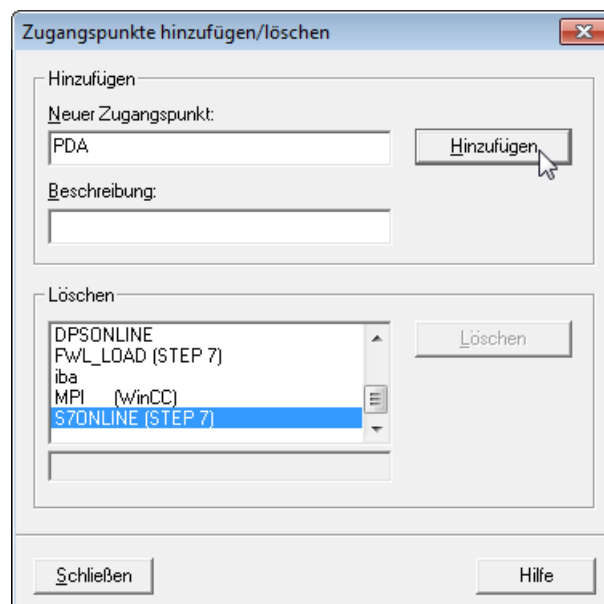 Zugangspunkte hinzufügen/löschen
Hinzufügen
Neuer Zugangspunkt:
PDA
Hinzufügen
Beschreibung:
Löschen
DPSONLINE
FWL_LOAD (STEP 7)
iba
MPI (WinCC)
S7ONLINE (STEP 7)
Löschen
Schließen
Hilfe